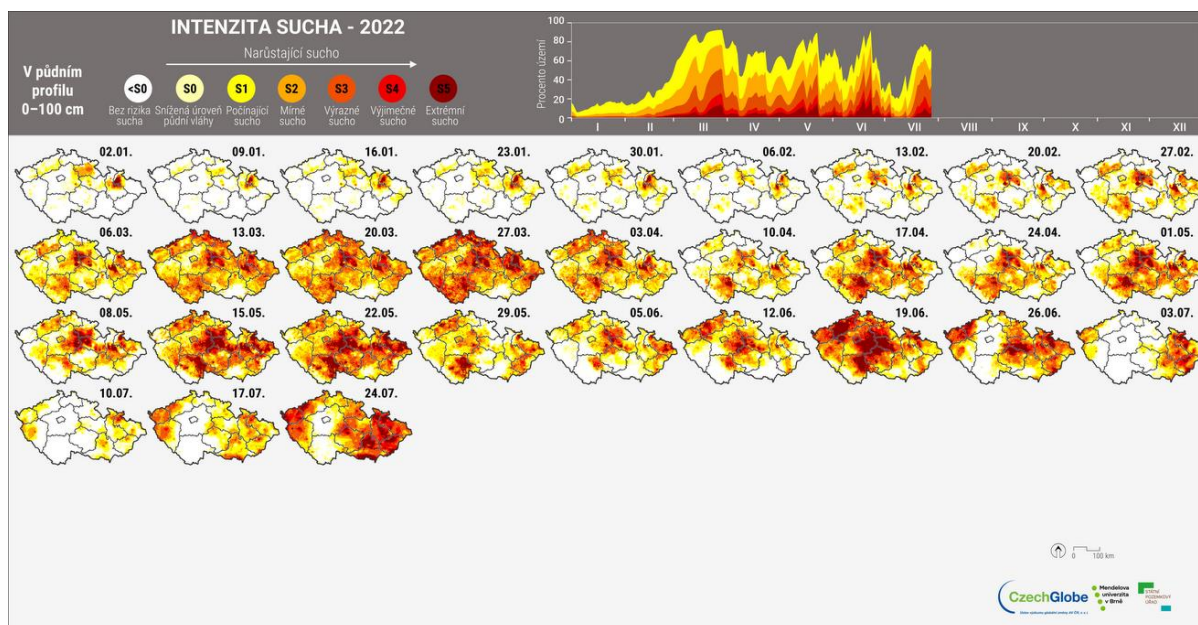 INTENZITA SUCHA - 2022
Narůstající sucho
V půdním
profilu
0–100 cm
<S0
S0
S1
S2
S3
S4
S5
Bez rizika
sucha
Snížená úroveň
půdní vláhy
Počínající
sucho
Mírné
sucho
Výrazné
sucho
Výjimečné
sucho
Extrémní
sucho
Procento území
100
80
60
40
20
0
I
II
III
IV
V
VI
VII
VIII
IX
X
XI
XII
02.01.
09.01.
16.01.
23.01.
30.01.
06.02.
13.02.
20.02.
27.02.
06.03.
13.03.
20.03.
27.03.
03.04.
10.04.
17.04.
24.04.
01.05.
08.05.
15.05.
22.05.
29.05.
05.06.
12.06.
19.06.
26.06.
03.07.
10.07.
17.07.
24.07.
0
100 km
CzechGlobe
Mendelova
univerzita
v Brně
STÁTNÍ
POZEMKOVÝ
ÚŘAD